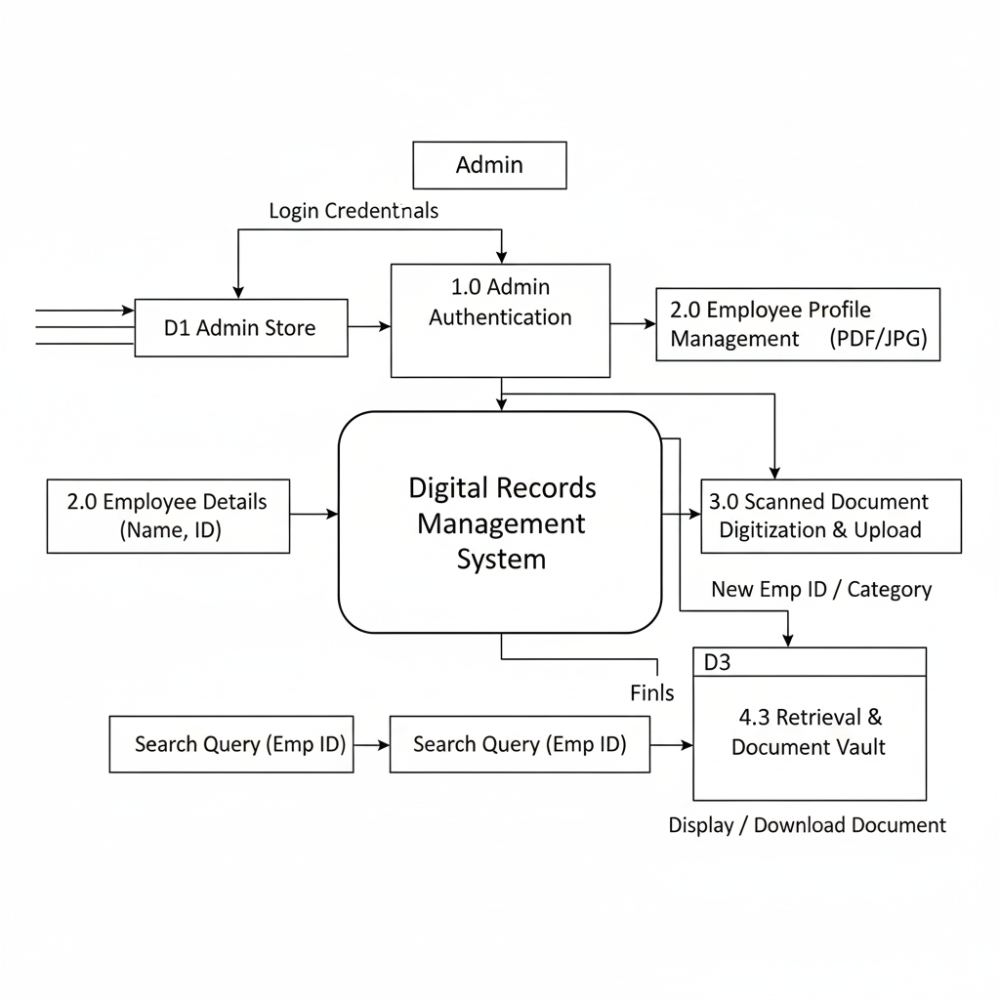 Admin
Login Credentnals
1.0 Admin
Authentication
D1 Admin Store
2.0 Employee Profile
Management (PDF/JPG)
Digital Records
Management
System
2.0 Employee Details
(Name, ID)
3.0 Scanned Document
Digitization & Upload
New Emp ID / Category
D3
Finls
4.3 Retrieval &
Document Vault
Search Query (Emp ID)
Search Query (Emp ID)
Display / Download Document